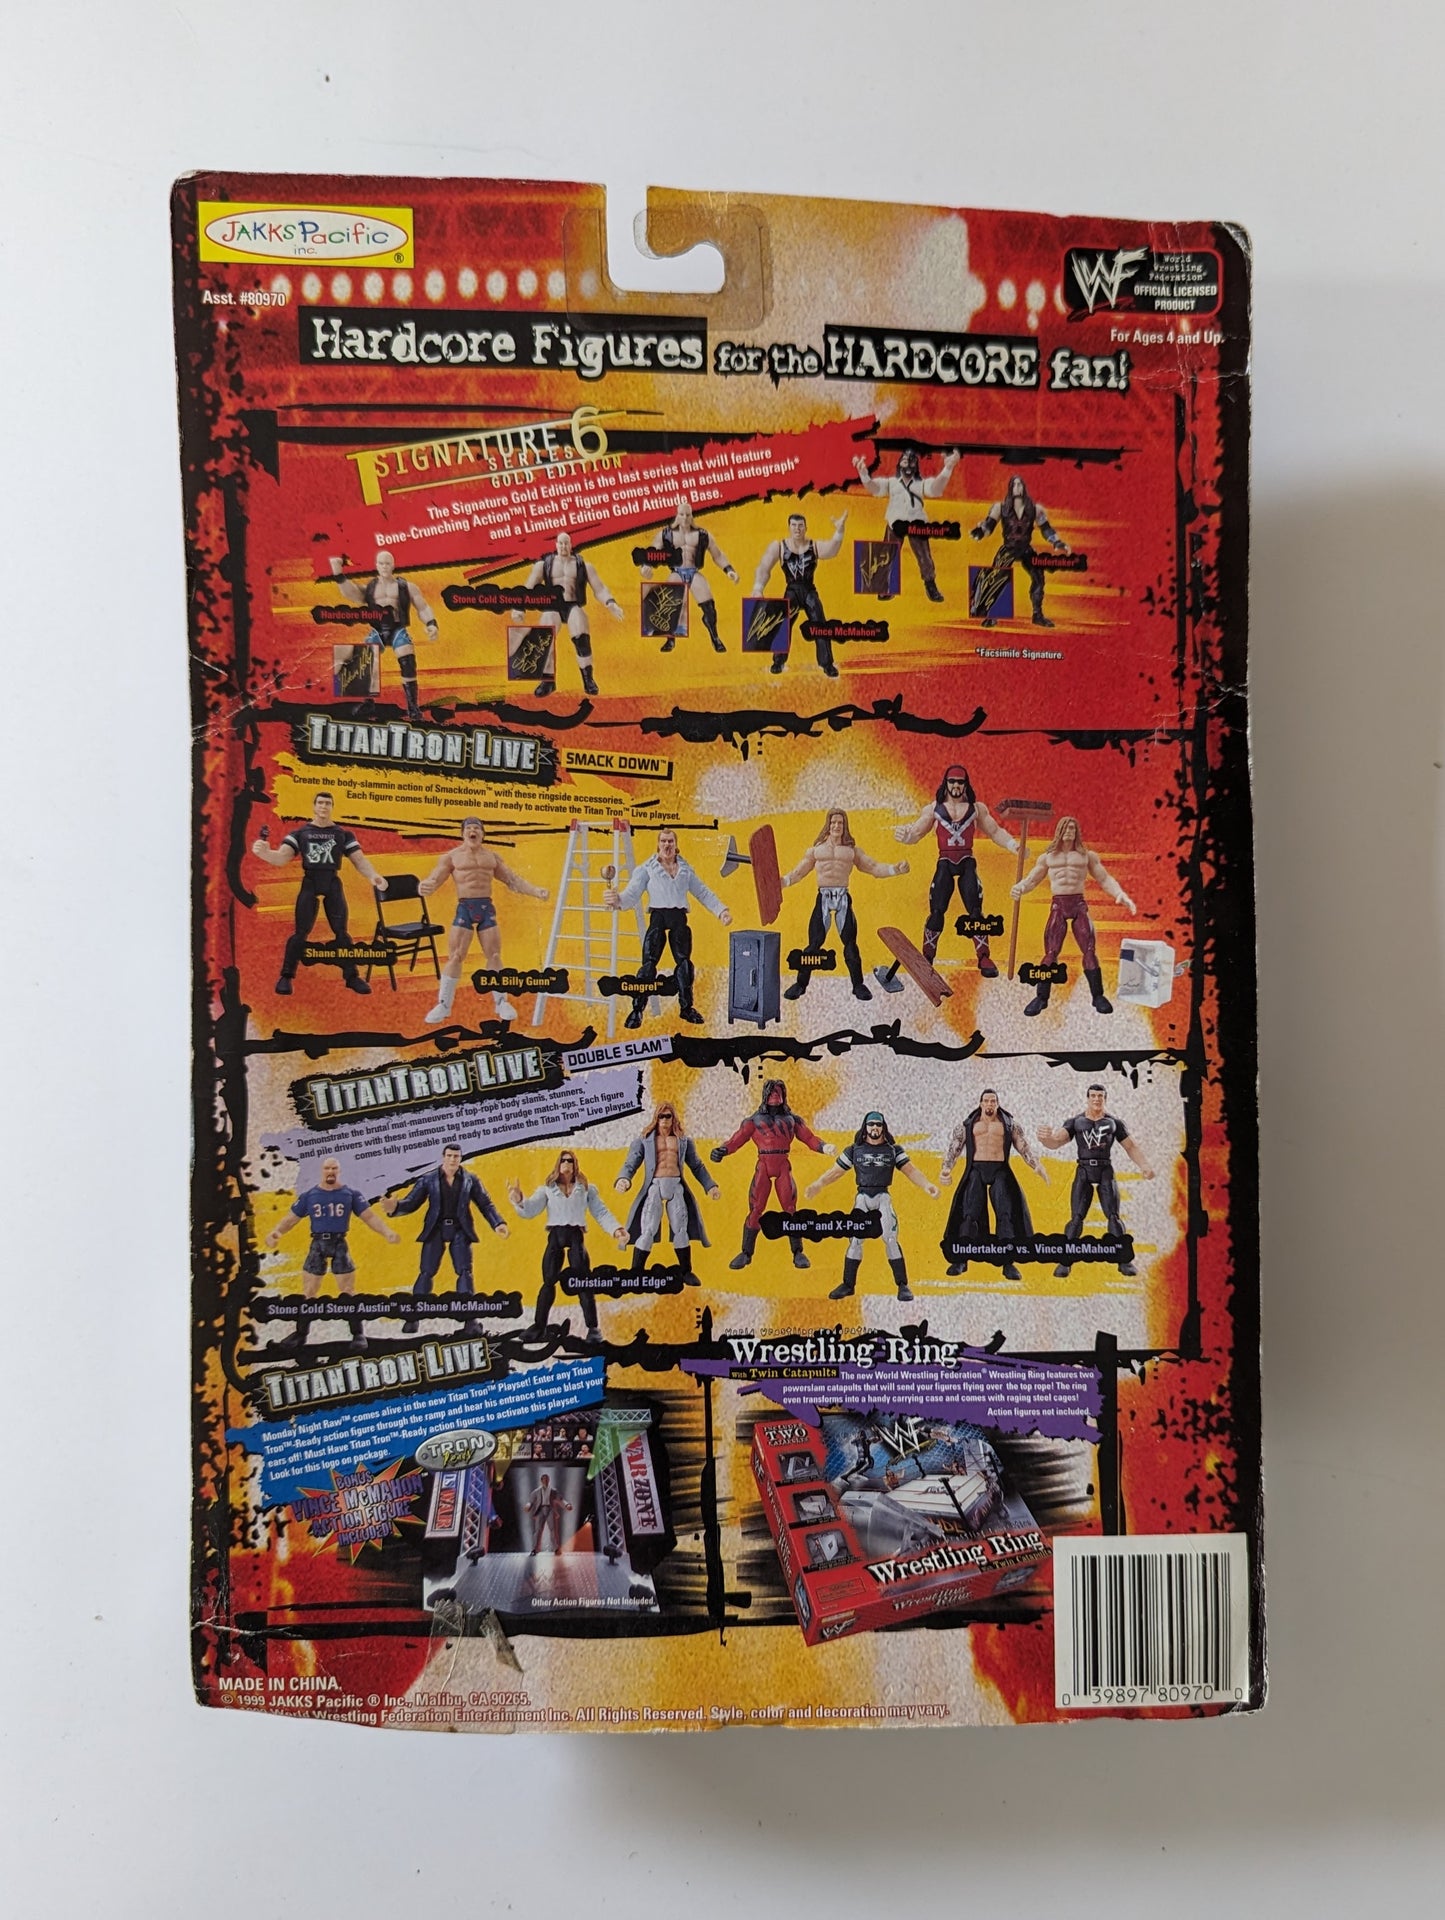 JAKKS Pacific
inc.
®
Asst. #80970
World
Wrestling
Federation
OFFICIAL LICENSED
PRODUCT
For Ages 4 and Up.
Hardcore Figures for the HARDCORE fan!
SIGNATURE 6
SERIES
GOLD EDITION
The Signature Gold Edition is the last series that will feature
Bone-Crunching Action™! Each 6" figure comes with an actual autograph*
and a Limited Edition Gold Attitude Base.
Hardcore Holly™
Stone Cold Steve Austin™
HHH™
Vince McMahon™
Mankind™
Undertaker®
*Facsimile Signature.
TITANTRON LIVE
SMACK DOWN™
Create the body-slammin action of Smackdown™ with these ringside accessories.
Each figure comes fully poseable and ready to activate the Titan Tron™ Live playset.
Shane McMahon™
B.A. Billy Gunn™
Gangrel™
HHH™
X-Pac™
Edge™
TITANTRON LIVE
DOUBLE SLAM™
Demonstrate the brutal mat-maneuvers of top-rope body slams, stunners,
and pile drivers with these infamous tag teams and grudge match-ups. Each figure
comes fully poseable and ready to activate the Titan Tron™ Live playset.
3:16
Stone Cold Steve Austin™ vs. Shane McMahon™
Christian™ and Edge™
Kane™ and X-Pac™
Undertaker® vs. Vince McMahon™
TITANTRON LIVE
Monday Night Raw™ comes alive in the new Titan Tron™ Playset! Enter any Titan
Tron™-Ready action figure through the ramp and hear his entrance theme blast your
ears off! Must Have Titan Tron™-Ready action figures to activate this playset.
Look for this logo on package.
TRON
BONUS
VINCE McMAHON™
ACTION FIGURE
INCLUDED!
WARZONE
Other Action Figures Not Included.
World Wrestling Federation
Wrestling Ring
With Twin Catapults The new World Wrestling Federation® Wrestling Ring features two
powerslam catapults that will send your figures flying over the top rope! The ring
even transforms into a handy carrying case and comes with raging steel cages!
Action figures not included.
INCLUDES
TWO
CATAPULTS
Wrestling Ring
With Twin Catapults
Wrestling Ring
MADE IN CHINA.
© 1999 JAKKS Pacific ® Inc., Malibu, CA 90265.
World Wrestling Federation Entertainment Inc. All Rights Reserved. Style, color and decoration may vary.
0 39897 80970 0